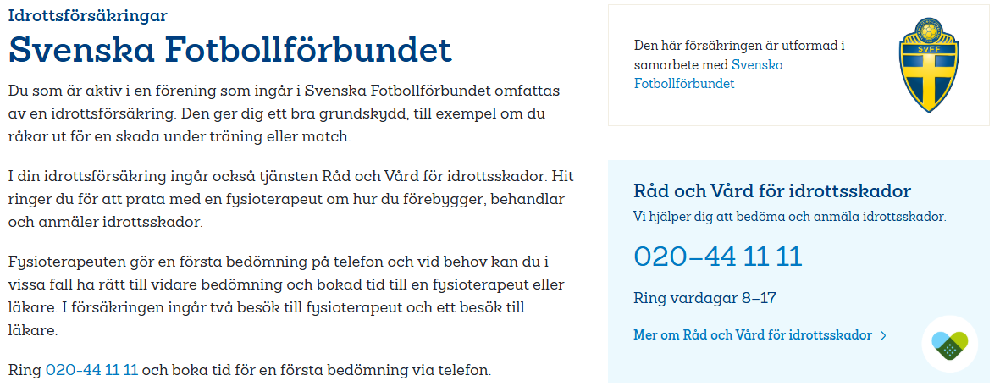 Idrottsförsäkringar
Svenska Fotbollförbundet
Du som är aktiv i en förening som ingår i Svenska Fotbollförbundet omfattas
av en idrottsförsäkring. Den ger dig ett bra grundskydd, till exempel om du
råkar ut för en skada under träning eller match.
I din idrottsförsäkring ingår också tjänsten Råd och Vård för idrottsskador. Hit
ringer du för att prata med en fysioterapeut om hur du förebygger, behandlar
och anmäler idrottsskador.
Fysioterapeuten gör en första bedömning på telefon och vid behov kan du i
vissa fall ha rätt till vidare bedömning och bokad tid till en fysioterapeut eller
läkare. I försäkringen ingår två besök till fysioterapeut och ett besök till
läkare.
Ring 020-44 11 11 och boka tid för en första bedömning via telefon.
Den här försäkringen är utformad i
samarbete med Svenska
Fotbollförbundet
SvFF
Råd och Vård för idrottsskador
Vi hjälper dig att bedöma och anmäla idrottsskador.
020–44 11 11
Ring vardagar 8–17
Mer om Råd och Vård för idrottsskador